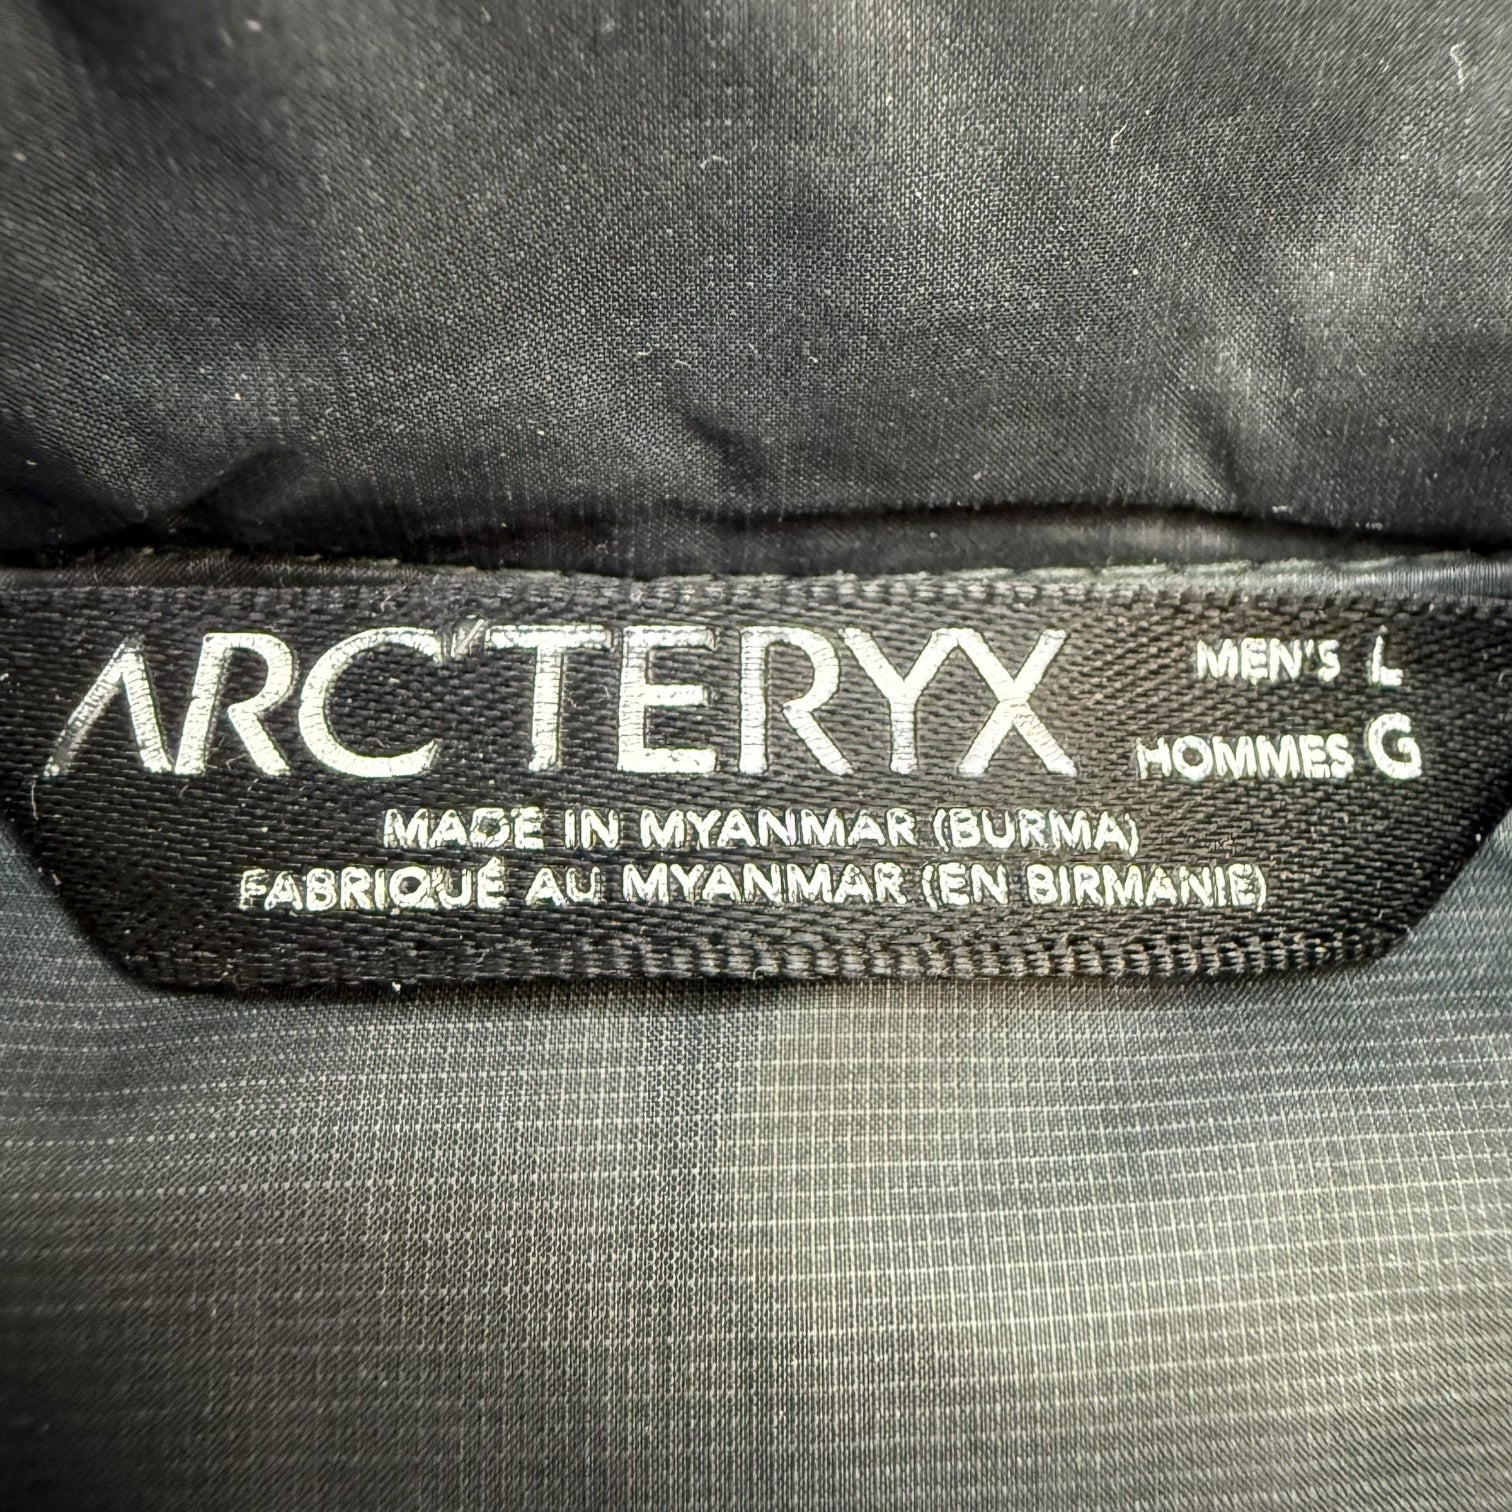 ARC'TERYX
MEN'S L
HOMMES G
MADE IN MYANMAR (BURMA)
FABRIQUÉ AU MYANMAR (EN BIRMANIE)